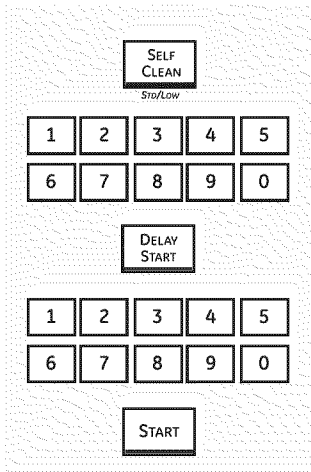 SELF
CLEAN
STD/LOW
1 2 3 4 5
6 7 8 9 0
DELAY
START
1 2 3 4 5
6 7 8 9 0
START